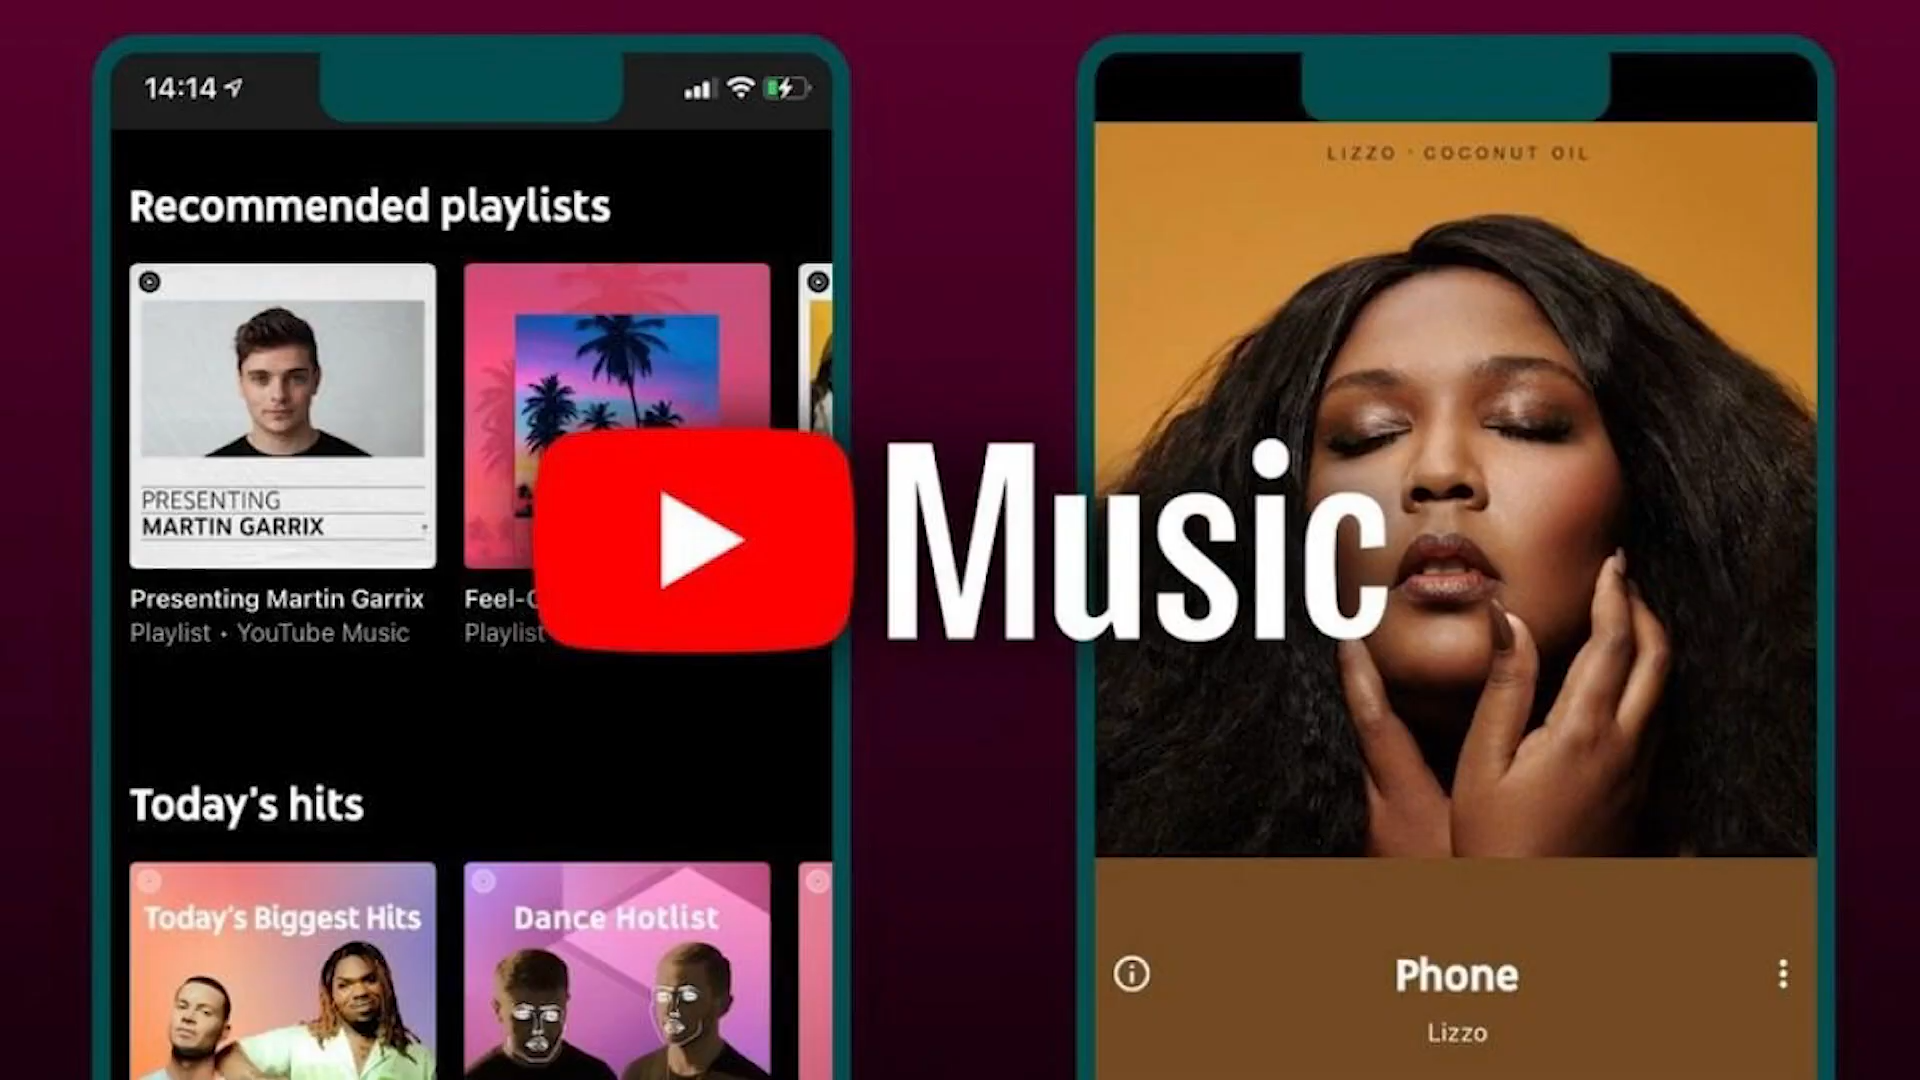 14:14
Recommended playlists
PRESENTING
MARTIN GARRIX
Presenting Martin Garrix
Playlist • YouTube Music
Playlist
Today's hits
Today's Biggest Hits
Dance Hotlist
Music
LIZZO · COCONUT OIL
Phone
Lizzo